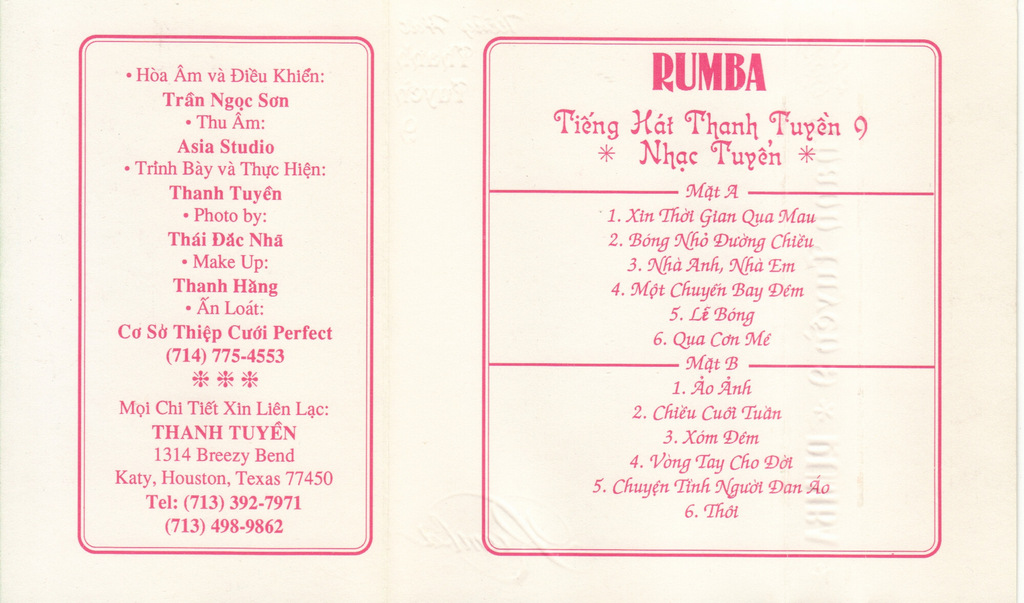 • Hòa Âm và Điều Khiển:
Trần Ngọc Sơn
• Thu Âm:
Asia Studio
• Trình Bày và Thực Hiện:
Thanh Tuyền
• Photo by:
Thái Đắc Nhã
• Make Up:
Thanh Hằng
• Ấn Loát:
Cơ Sở Thiệp Cưới Perfect
(714) 775-4553
❉ ❉ ❉
Mọi Chi Tiết Xin Liên Lạc:
THANH TUYỀN
1314 Breezy Bend
Katy, Houston, Texas 77450
Tel: (713) 392-7971
(713) 498-9862
RUMBA
Tiếng Hát Thanh Tuyền 9
✳ Nhạc Tuyển ✳
Mặt A
1. Xin Thời Gian Qua Mau
2. Bóng Nhỏ Đường Chiều
3. Nhà Anh, Nhà Em
4. Một Chuyến Bay Đêm
5. Lẽ Bóng
6. Qua Cơn Mê
Mặt B
1. Ảo Ảnh
2. Chiều Cuối Tuần
3. Xóm Đêm
4. Vòng Tay Cho Đời
5. Chuyện Tình Người Đan Áo
6. Thôi